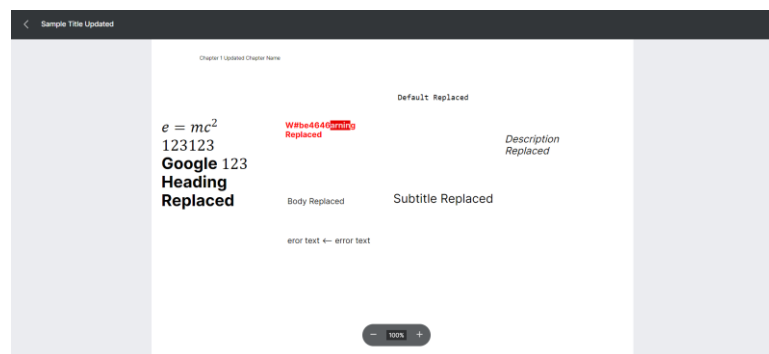 Sample Title Updated
Chapter 1 Updated Chapter Name
Default Replaced
e = mc²
123123
Google 123
Heading
Replaced
W#be4646arning
Replaced
Description
Replaced
Body Replaced
Subtitle Replaced
eror text ← error text
− 100% +